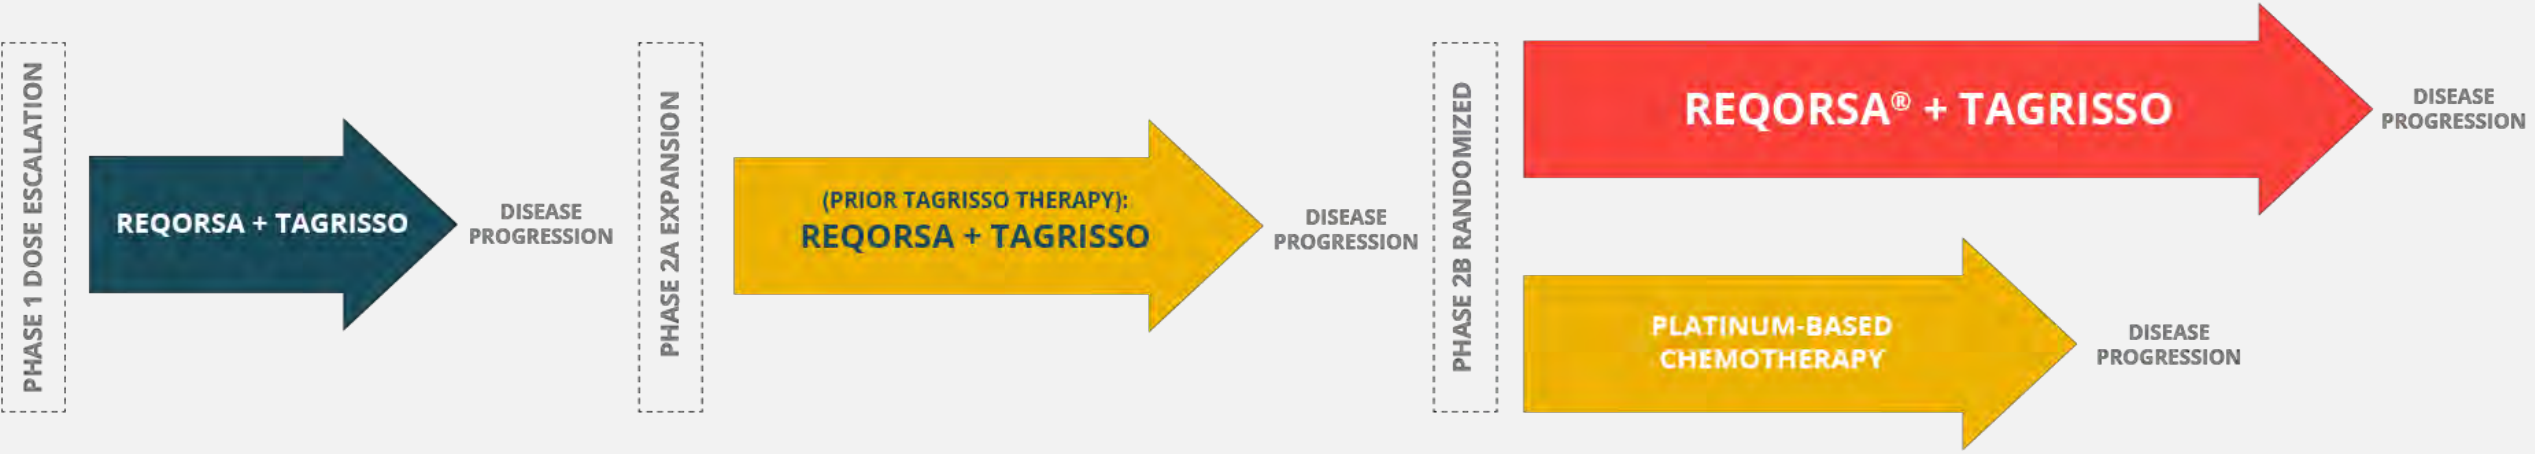 PHASE 1 DOSE ESCALATION
REQORSA + TAGRISSO
DISEASE
PROGRESSION
PHASE 2A EXPANSION
(PRIOR TAGRISSO THERAPY):
REQORSA + TAGRISSO
DISEASE
PROGRESSION
PHASE 2B RANDOMIZED
REQORSA® + TAGRISSO
DISEASE
PROGRESSION
PLATINUM-BASED
CHEMOTHERAPY
DISEASE
PROGRESSION